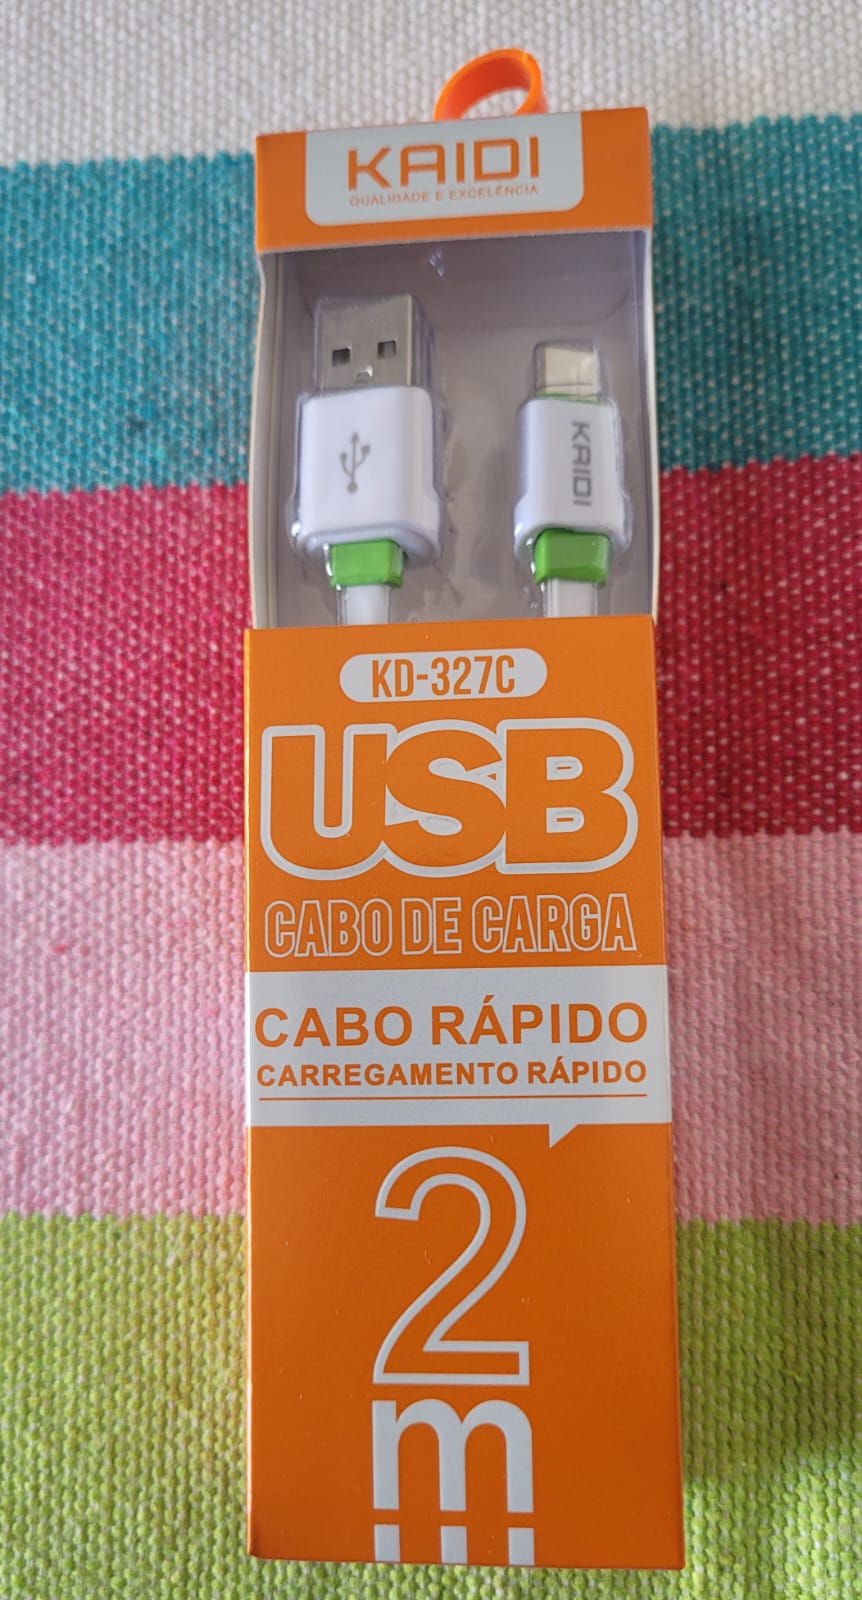 KAIDI
QUALIDADE E EXCELÊNCIA
KAIDI
KD-327C
USB
CABO DE CARGA
CABO RÁPIDO
CARREGAMENTO RÁPIDO
2
m